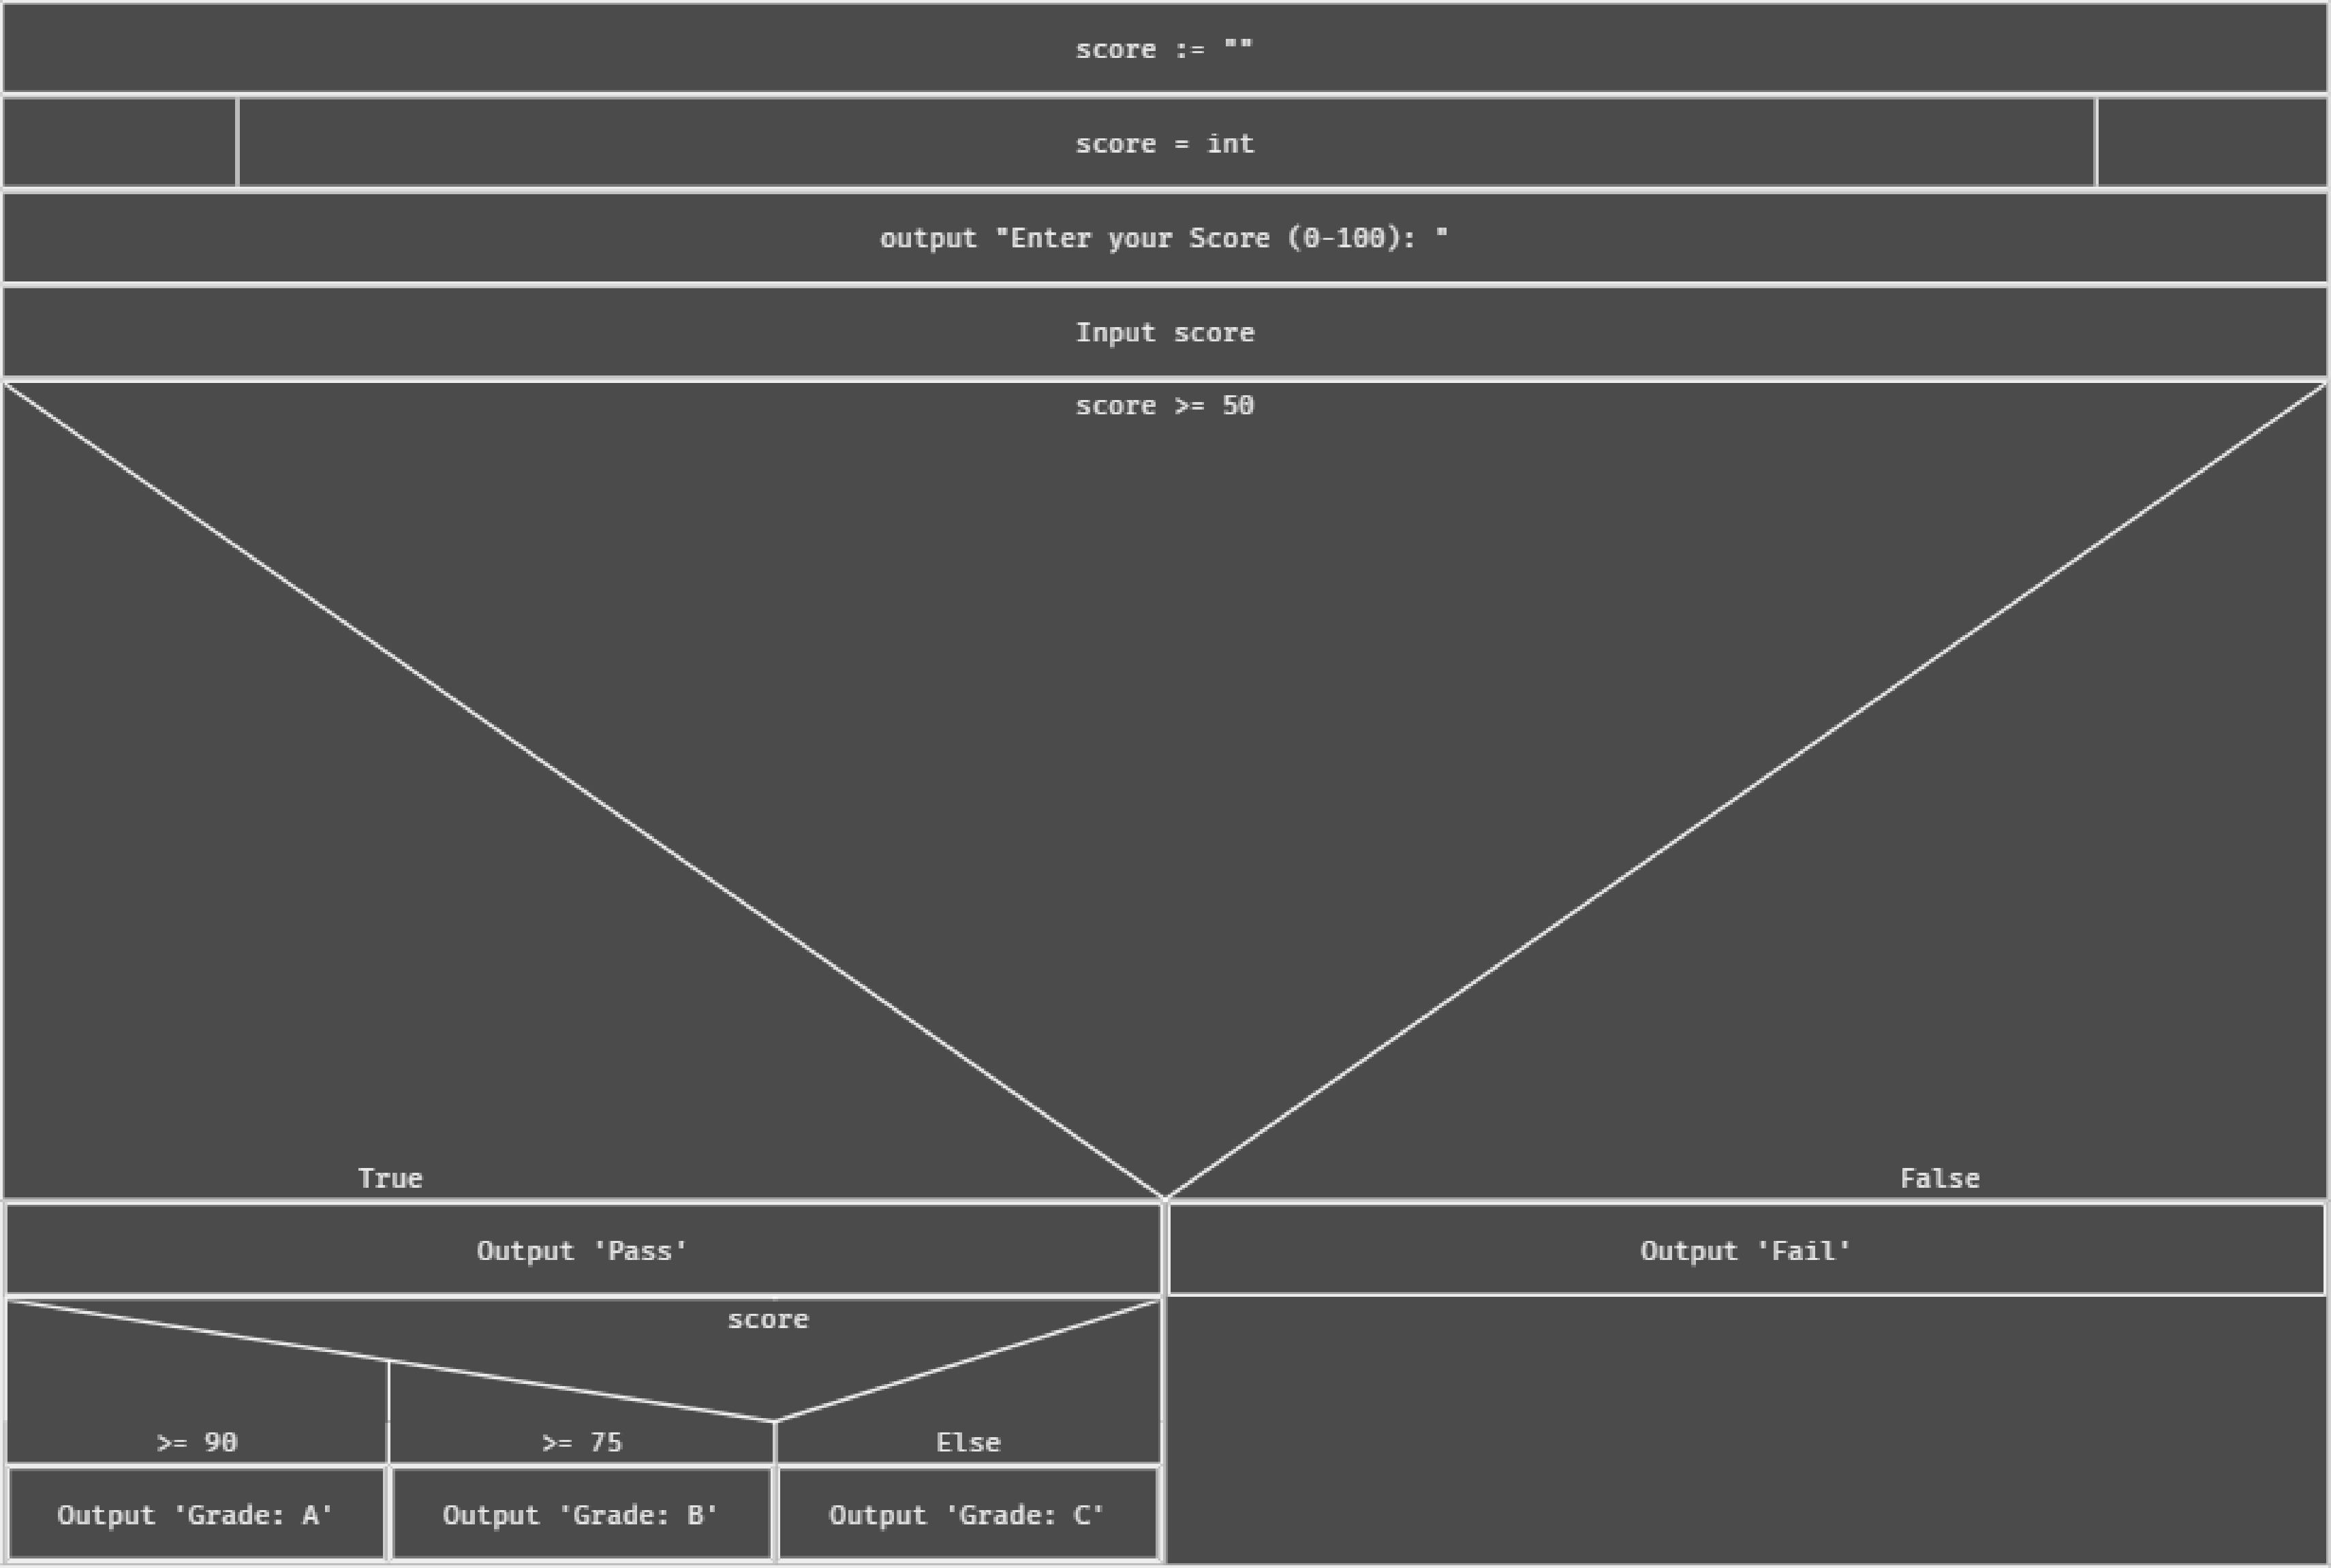 score := ""
score = int
output "Enter your Score (0-100): "
Input score
score >= 50
True
False
Output 'Pass'
Output 'Fail'
score
>= 90
>= 75
Else
Output 'Grade: A'
Output 'Grade: B'
Output 'Grade: C'